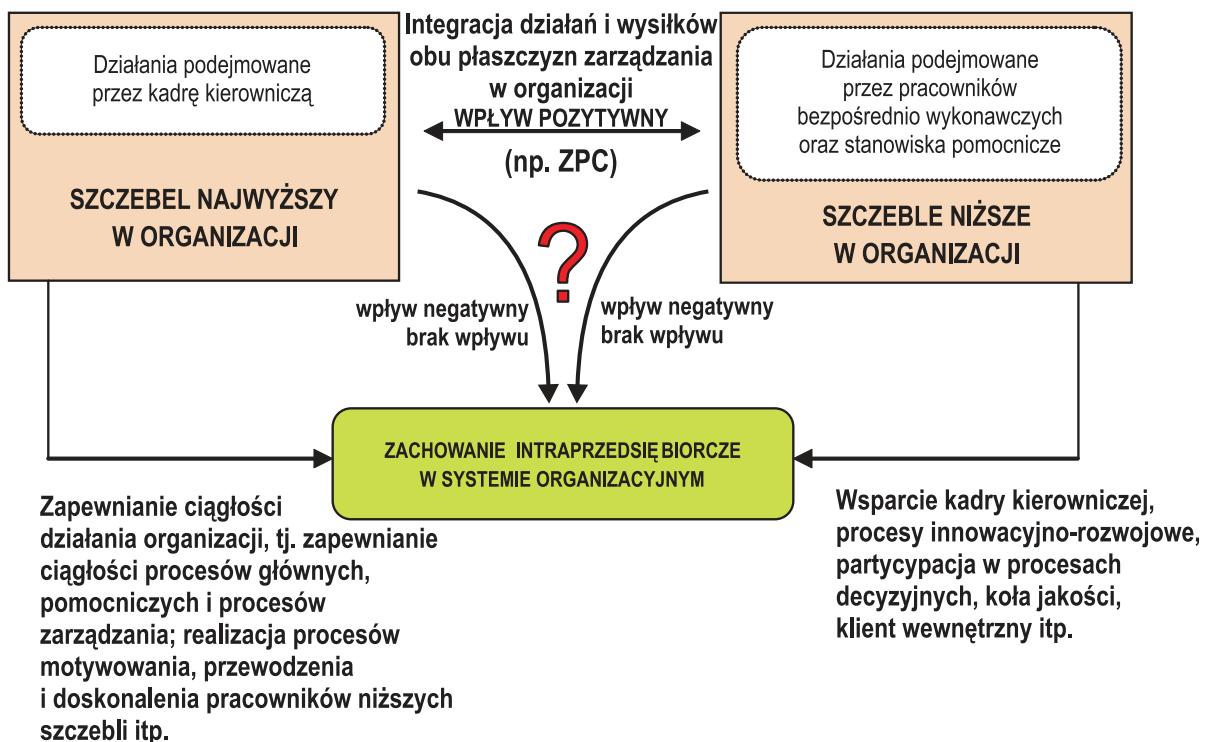 Działania podejmowane
przez kadrę kierowniczą
SZCZEBEL NAJWYŻSZY
W ORGANIZACJI
Integracja działań i wysiłków
obu płaszczyzn zarządzania
w organizacji
WPŁYW POZYTYWNY
(np. ZPC)
Działania podejmowane
przez pracowników
bezpośrednio wykonawczych
oraz stanowiska pomocnicze
SZCZEBLE NIŻSZE
W ORGANIZACJI
?
wpływ negatywny
brak wpływu
wpływ negatywny
brak wpływu
ZACHOWANIE INTRAPRZEDSIĘBIORCZE
W SYSTEMIE ORGANIZACYJNYM
Zapewnianie ciągłości
działania organizacji, tj. zapewnianie
ciągłości procesów głównych,
pomocniczych i procesów
zarządzania; realizacja procesów
motywowania, przewodzenia
i doskonalenia pracowników niższych
szczebli itp.
Wsparcie kadry kierowniczej,
procesy innowacyjno-rozwojowe,
partycypacja w procesach
decyzyjnych, koła jakości,
klient wewnętrzny itp.